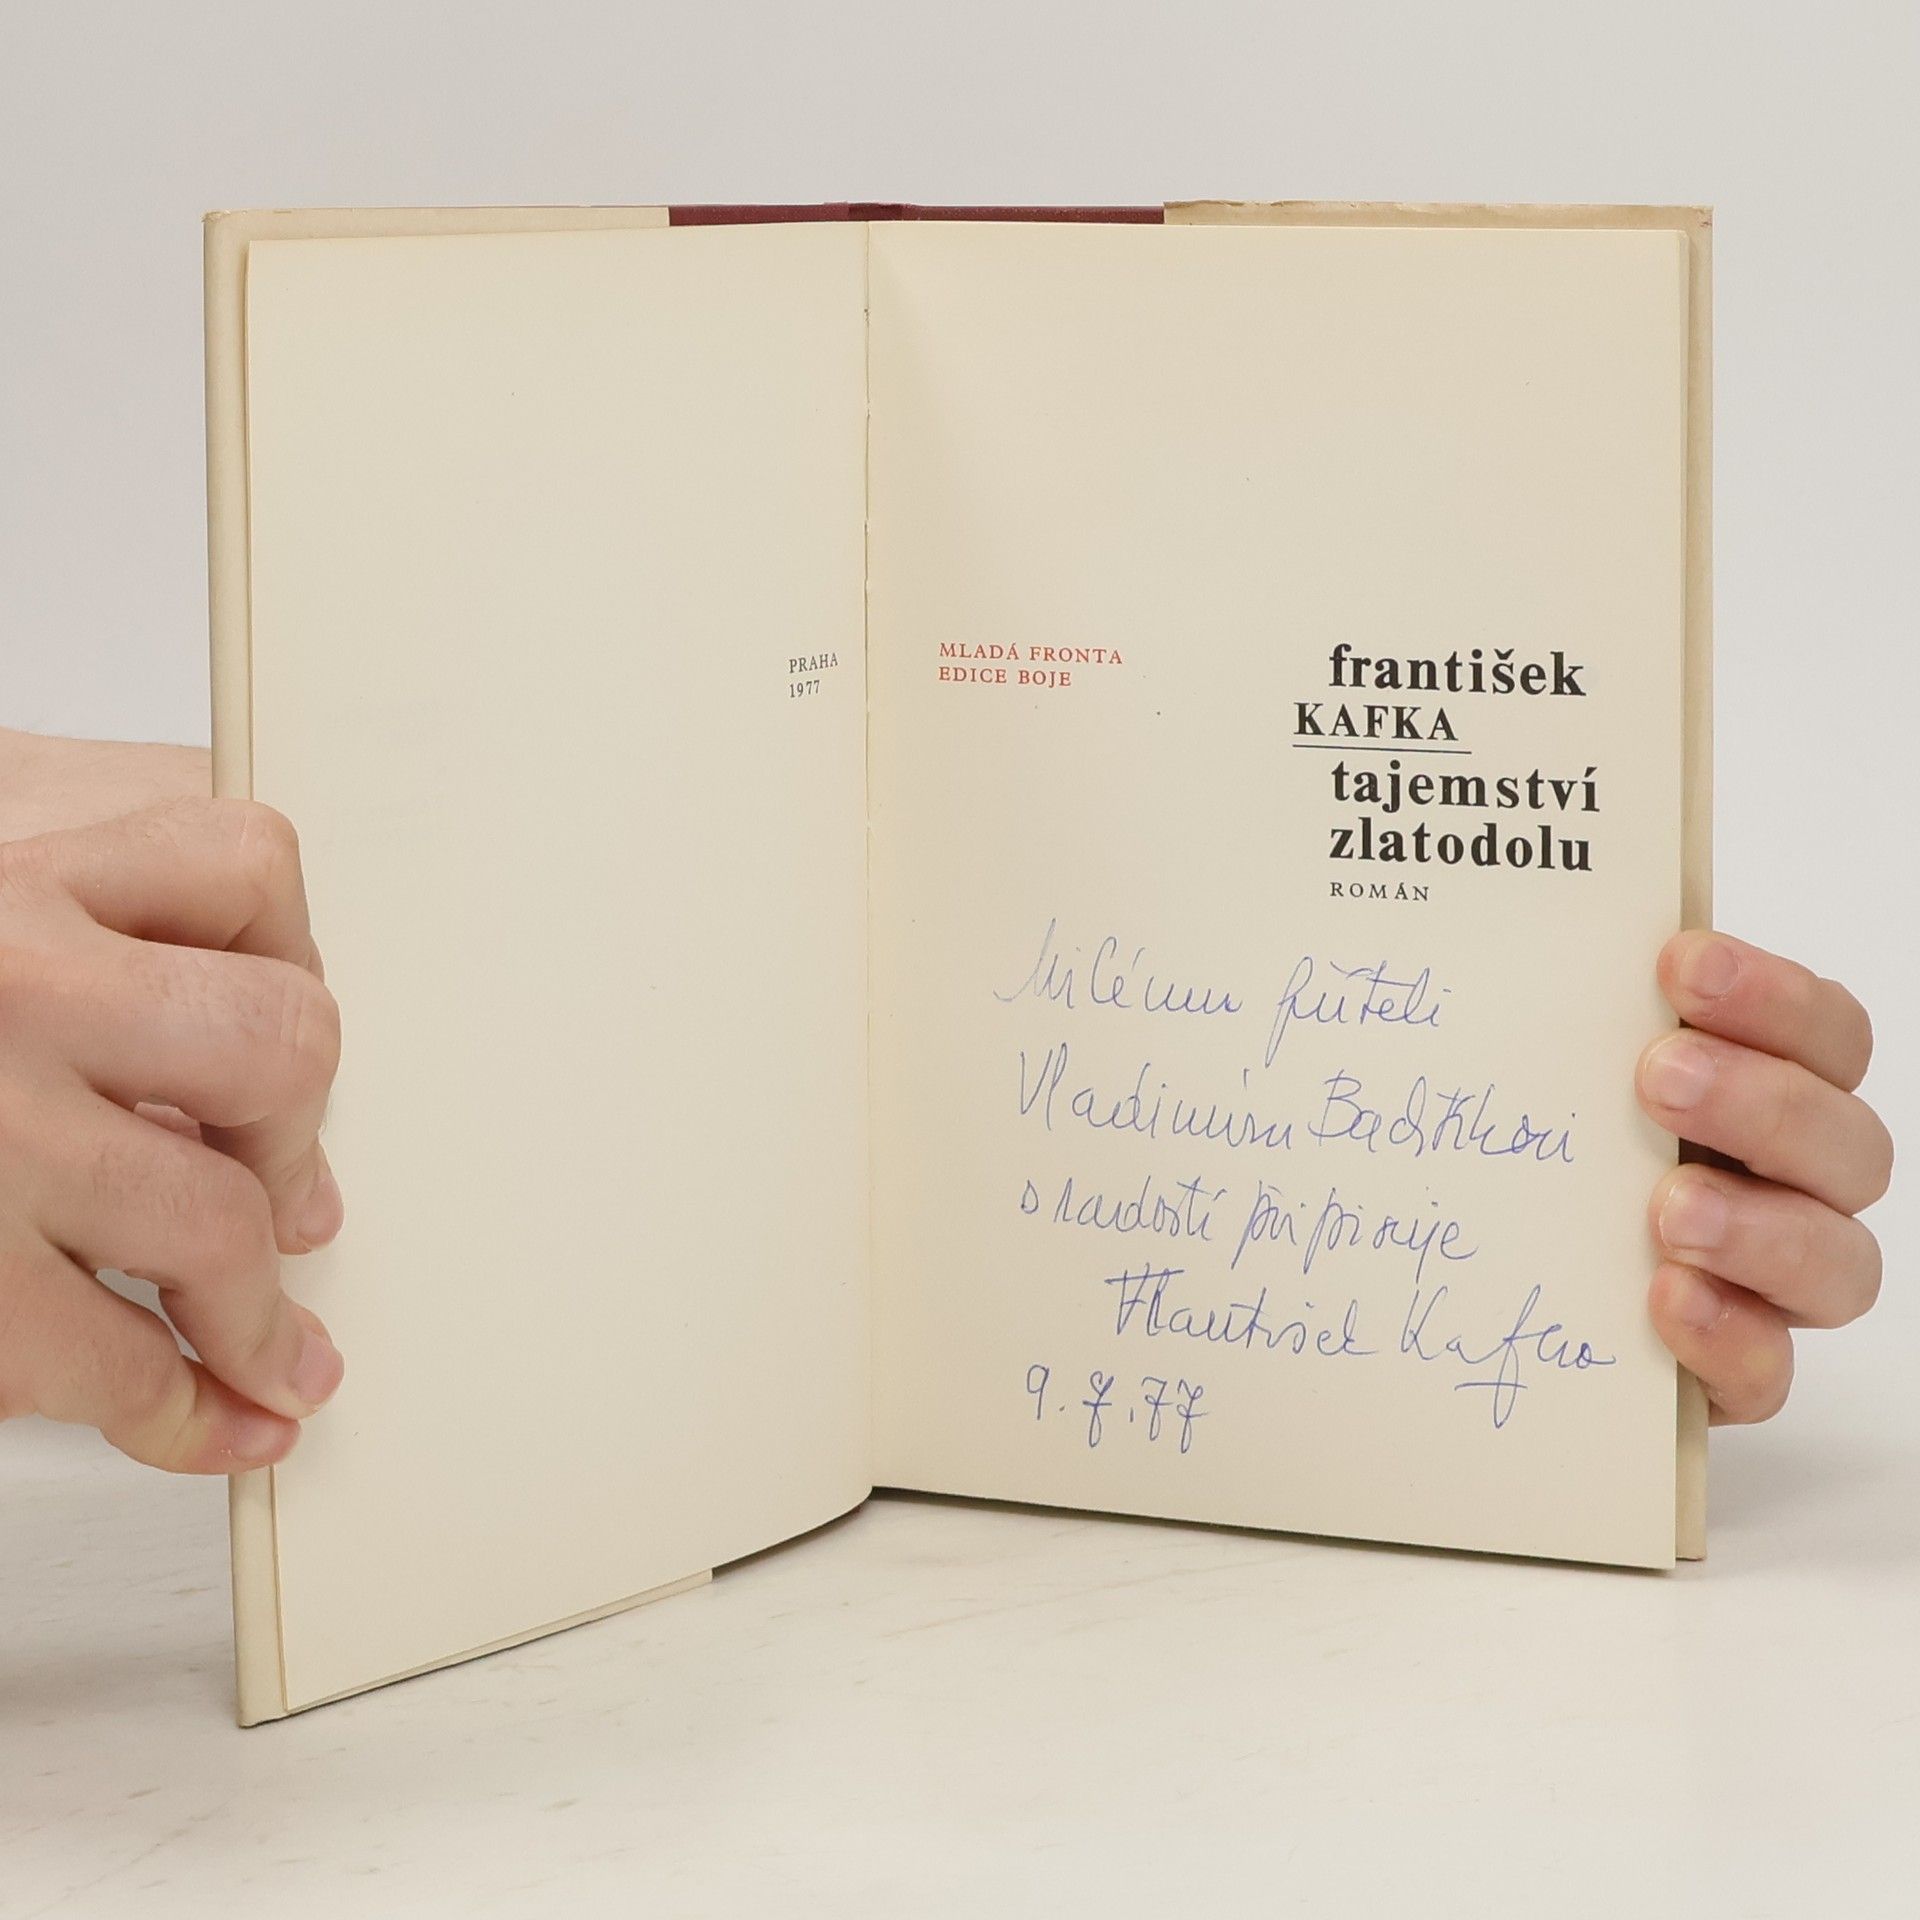 PRAHA
1977
MLADÁ FRONTA
EDICE BOJE
františek
KAFKA
tajemství
zlatodolu
ROMÁN
Milému příteli
Vladimíru
s radostí připisuje
František Kafka
9. 7. 77